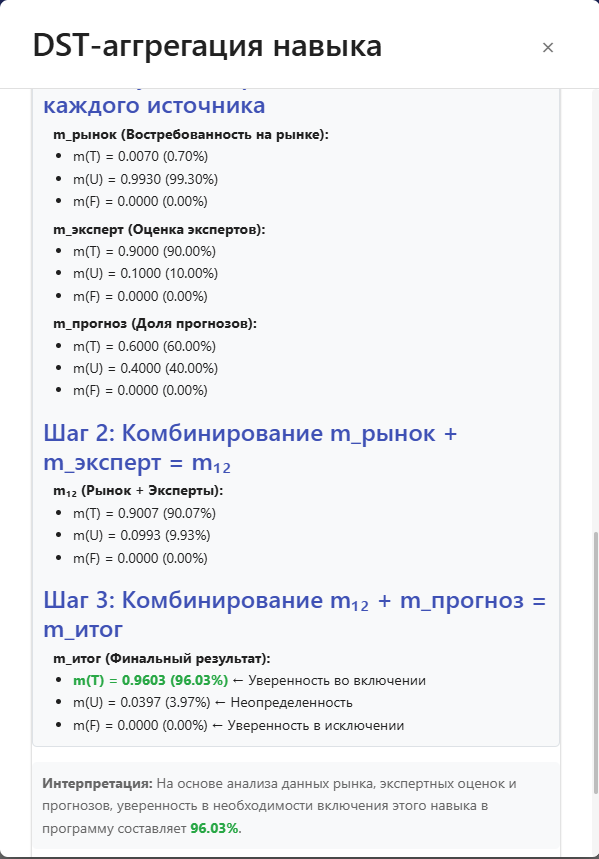 DST-аггрегация навыка
×
каждого источника
m_рынок (Востребованность на рынке):
• m(T) = 0.0070 (0.70%)
• m(U) = 0.9930 (99.30%)
• m(F) = 0.0000 (0.00%)
m_эксперт (Оценка экспертов):
• m(T) = 0.9000 (90.00%)
• m(U) = 0.1000 (10.00%)
• m(F) = 0.0000 (0.00%)
m_прогноз (Доля прогнозов):
• m(T) = 0.6000 (60.00%)
• m(U) = 0.4000 (40.00%)
• m(F) = 0.0000 (0.00%)
Шаг 2: Комбинирование m_рынок +
m_эксперт = m₁₂
m₁₂ (Рынок + Эксперты):
• m(T) = 0.9007 (90.07%)
• m(U) = 0.0993 (9.93%)
• m(F) = 0.0000 (0.00%)
Шаг 3: Комбинирование m₁₂ + m_прогноз =
m_итог
m_итог (Финальный результат):
• m(T) = 0.9603 (96.03%) ← Уверенность во включении
• m(U) = 0.0397 (3.97%) ← Неопределенность
• m(F) = 0.0000 (0.00%) ← Уверенность в исключении
Интерпретация: На основе анализа данных рынка, экспертных оценок и
прогнозов, уверенность в необходимости включения этого навыка в
программу составляет 96.03%.